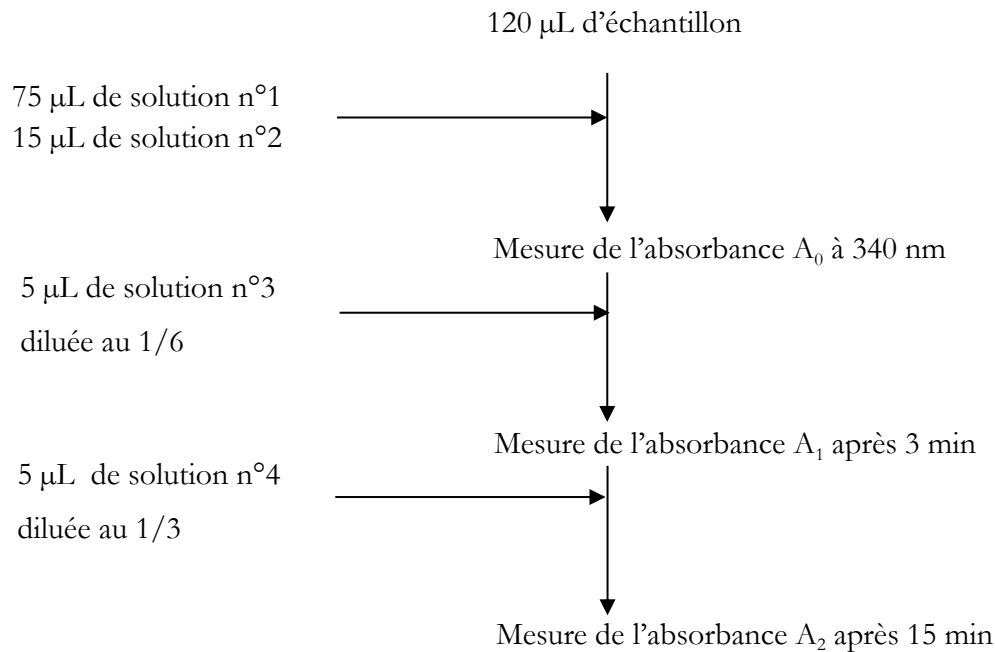 120 µL d'échantillon
75 µL de solution n°1
15 µL de solution n°2
Mesure de l'absorbance A₀ à 340 nm
5 µL de solution n°3
diluée au 1/6
Mesure de l'absorbance A₁ après 3 min
5 µL de solution n°4
diluée au 1/3
Mesure de l'absorbance A₂ après 15 min